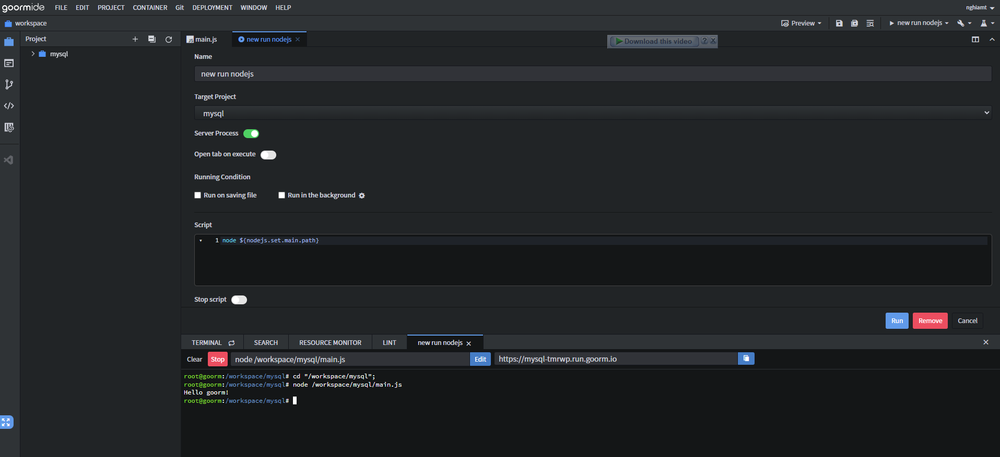 goormide FILE EDIT PROJECT CONTAINER Git DEPLOYMENT WINDOW HELP nghiamt
workspace Preview new run nodejs
Project main.js new run nodejs Download this video ? X
mysql
Name
new run nodejs
Target Project
mysql
Server Process
Open tab on execute
Running Condition
Run on saving file Run in the background
Script
1 node ${nodejs.set.main.path}
Stop script
Run Remove Cancel
TERMINAL SEARCH RESOURCE MONITOR LINT new run nodejs
Clear Stop node /workspace/mysql/main.js Edit https://mysql-tmrwp.run.goorm.io
root@goorm:/workspace/mysql# cd "/workspace/mysql";
root@goorm:/workspace/mysql# node /workspace/mysql/main.js
Hello goorm!
root@goorm:/workspace/mysql#